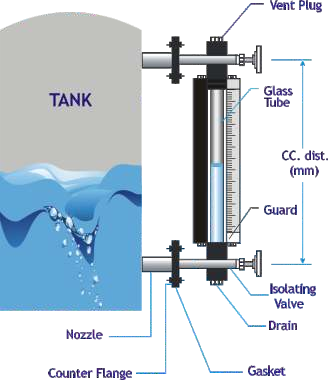 Vent Plug
TANK
Glass
Tube
CC. dist.
(mm)
Guard
Isolating
Valve
Drain
Nozzle
Counter Flange
Gasket